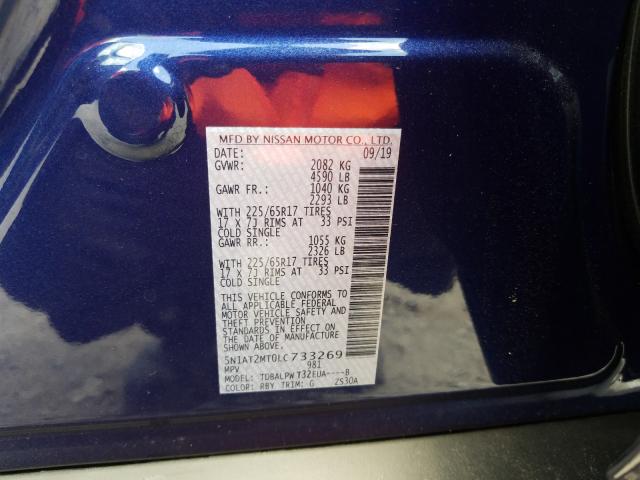 MFD BY NISSAN MOTOR CO., LTD.
DATE: 09/19
GVWR: 2082 KG
4590 LB
GAWR FR.: 1040 KG
2293 LB
WITH 225/65R17 TIRES
17 X 7J RIMS AT 33 PSI
COLD SINGLE
GAWR RR.: 1055 KG
2326 LB
WITH 225/65R17 TIRES
17 X 7J RIMS AT 33 PSI
COLD SINGLE
THIS VEHICLE CONFORMS TO
ALL APPLICABLE FEDERAL
MOTOR VEHICLE SAFETY AND
THEFT PREVENTION
STANDARDS IN EFFECT ON
THE DATE OF MANUFACTURE
SHOWN ABOVE.
5N1AT2MT0LC733269
MPV 981
MODEL: TDBALPWT32EUA----B
COLOR: RBY TRIM: G ZS30A